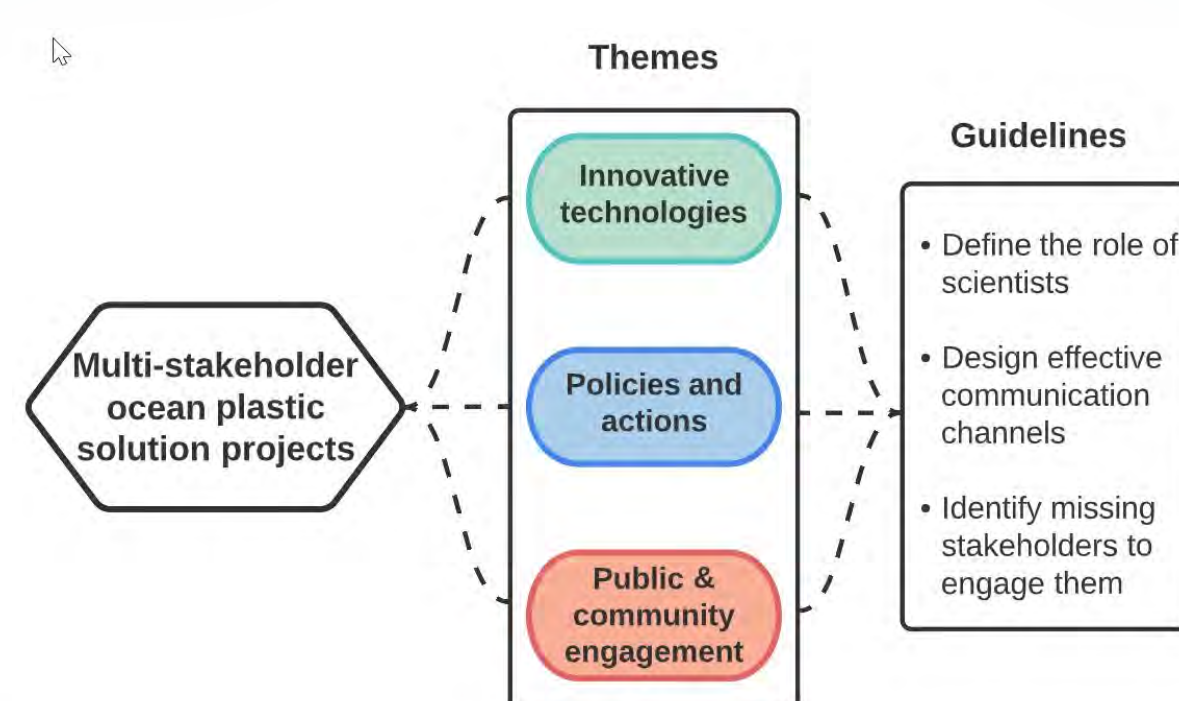 Themes
Guidelines
Innovative
technologies
Policies and
actions
Public &
community
engagement
Multi-stakeholder
ocean plastic
solution projects
• Define the role of
scientists
• Design effective
communication
channels
• Identify missing
stakeholders to
engage them